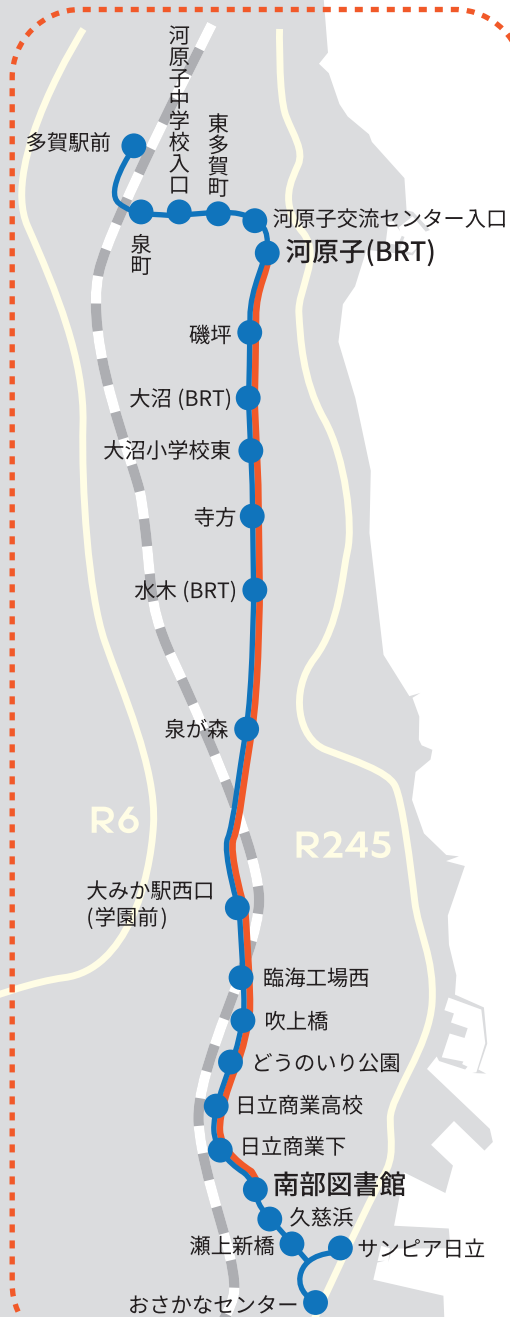 河原子中学校入口
東多賀町
多賀駅前
泉町
河原子交流センター入口
河原子(BRT)
磯坪
大沼 (BRT)
大沼小学校東
寺方
水木 (BRT)
泉が森
R6
R245
大みか駅西口
(学園前)
臨海工場西
吹上橋
どうのいり公園
日立商業高校
日立商業下
南部図書館
久慈浜
瀬上新橋
サンピア日立
おさかなセンター